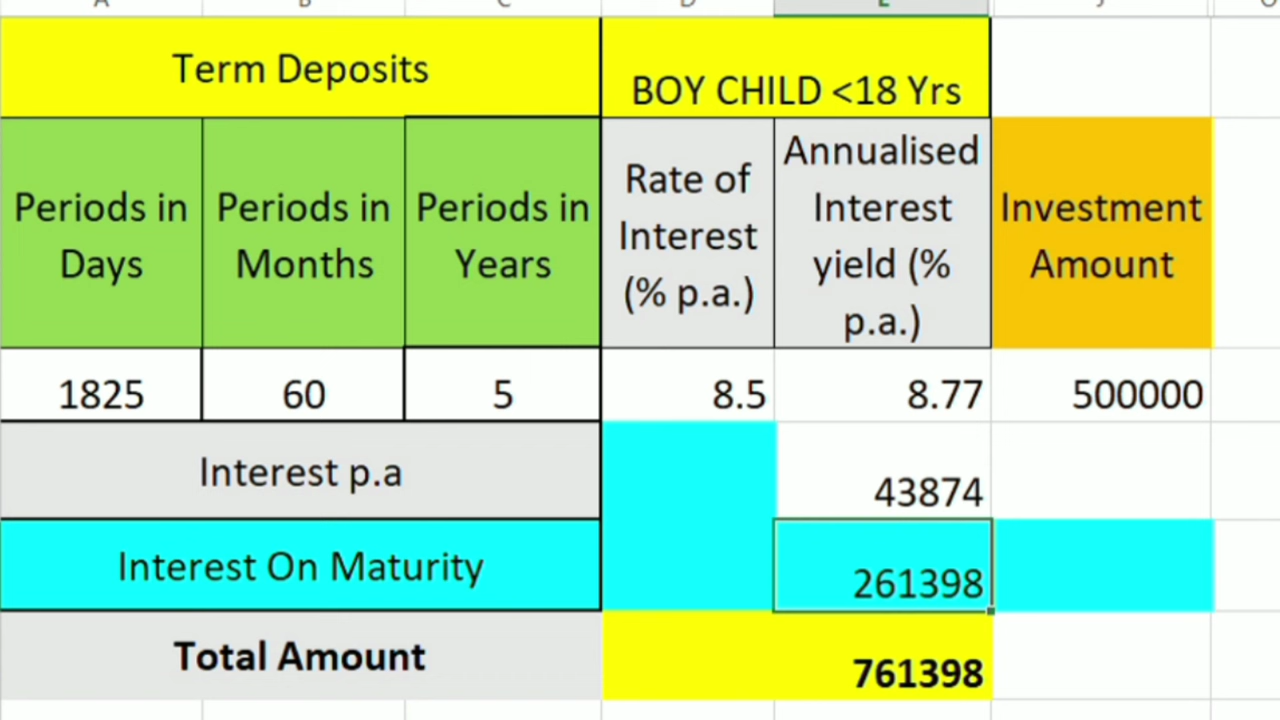 Term Deposits
BOY CHILD <18 Yrs
Periods in
Days
Periods in
Months
Periods in
Years
Rate of
Interest
(% p.a.)
Annualised
Interest
yield (%
p.a.)
Investment
Amount
1825 60 5 8.5 8.77 500000
Interest p.a 43874
Interest On Maturity 261398
Total Amount 761398